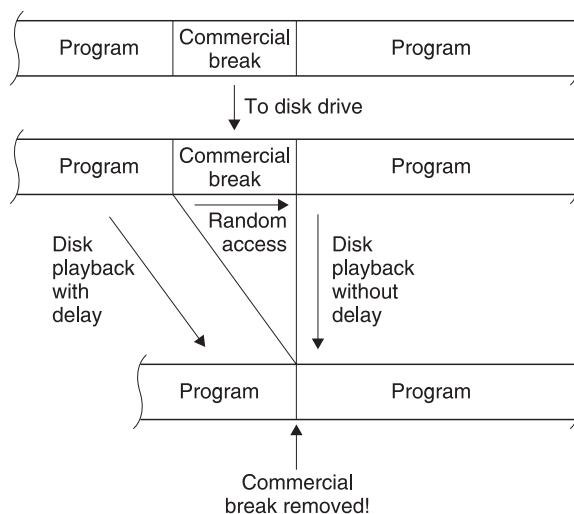 Program
Commercial
break
Program
To disk drive
Program
Commercial
break
Program
Random
access
Disk
playback
with
delay
Disk
playback
without
delay
Program
Program
Commercial
break removed!